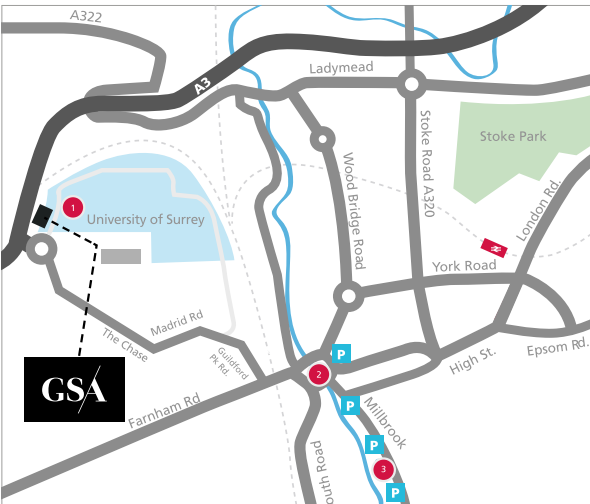 A322
A3
Ladymead
Stoke Park
Stoke Road A320
Wood Bridge Road
London Rd.
1
University of Surrey
York Road
Madrid Rd
The Chase
Guildford
Pk Rd.
GSA
Farnham Rd
P
2
High St.
Epsom Rd.
P
Millbrook
P
3
P
outh Road